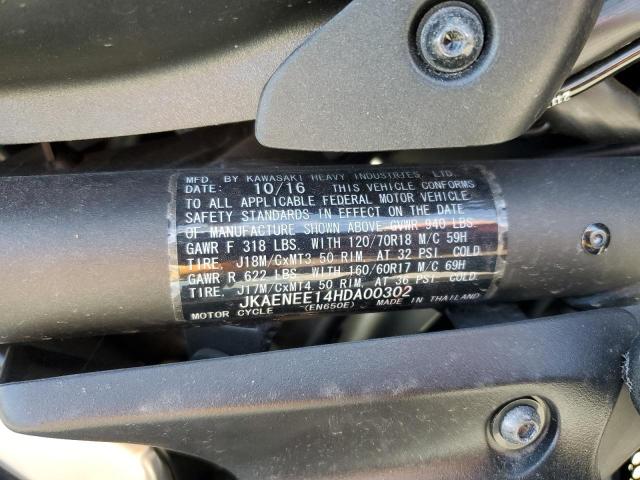 MFD. BY KAWASAKI HEAVY INDUSTRIES, LTD.
DATE: 10/16 THIS VEHICLE CONFORMS
TO ALL APPLICABLE FEDERAL MOTOR VEHICLE
SAFETY STANDARDS IN EFFECT ON THE DATE
OF MANUFACTURE SHOWN ABOVE GVWR 940 LBS.
GAWR F 318 LBS. WITH 120/70R18 M/C 59H
TIRE, J18M/CxMT3.50 RIM, AT 32 PSI. COLD
GAWR R 622 LBS. WITH 160/60R17 M/C 69H
TIRE, J17M/CxMT4.50 RIM, AT 36 PSI. COLD
JKAENEE14HDA00302
MOTOR CYCLE (EN650E) MADE IN THAILAND